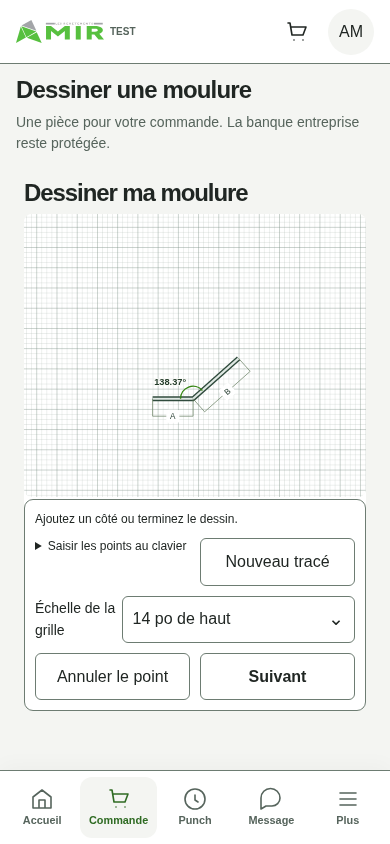 AMIR TEST
AM
Dessiner une moulure
Une pièce pour votre commande. La banque entreprise
reste protégée.
Dessiner ma moulure
138.37°
A
B
Ajoutez un côté ou terminez le dessin.
Saisir les points au clavier
Nouveau tracé
Échelle de la
grille
14 po de haut
Annuler le point
Suivant
Accueil
Commande
Punch
Message
Plus